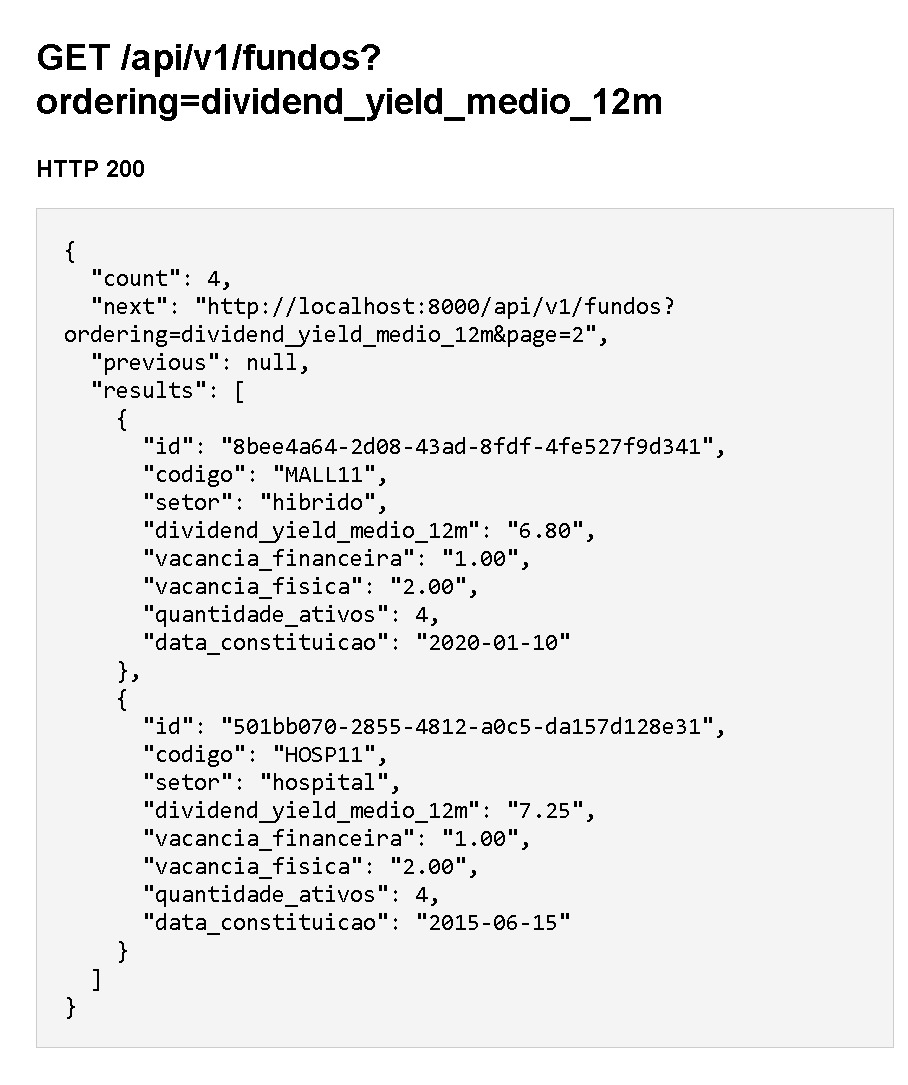 GET /api/v1/fundos?
ordering=dividend_yield_medio_12m
HTTP 200
{
  "count": 4,
  "next": "http://localhost:8000/api/v1/fundos?
ordering=dividend_yield_medio_12m&page=2",
  "previous": null,
  "results": [
    {
      "id": "8bee4a64-2d08-43ad-8fdf-4fe527f9d341",
      "codigo": "MALL11",
      "setor": "hibrido",
      "dividend_yield_medio_12m": "6.80",
      "vacancia_financeira": "1.00",
      "vacancia_fisica": "2.00",
      "quantidade_ativos": 4,
      "data_constituicao": "2020-01-10"
    },
    {
      "id": "501bb070-2855-4812-a0c5-da157d128e31",
      "codigo": "HOSP11",
      "setor": "hospital",
      "dividend_yield_medio_12m": "7.25",
      "vacancia_financeira": "1.00",
      "vacancia_fisica": "2.00",
      "quantidade_ativos": 4,
      "data_constituicao": "2015-06-15"
    }
  ]
}